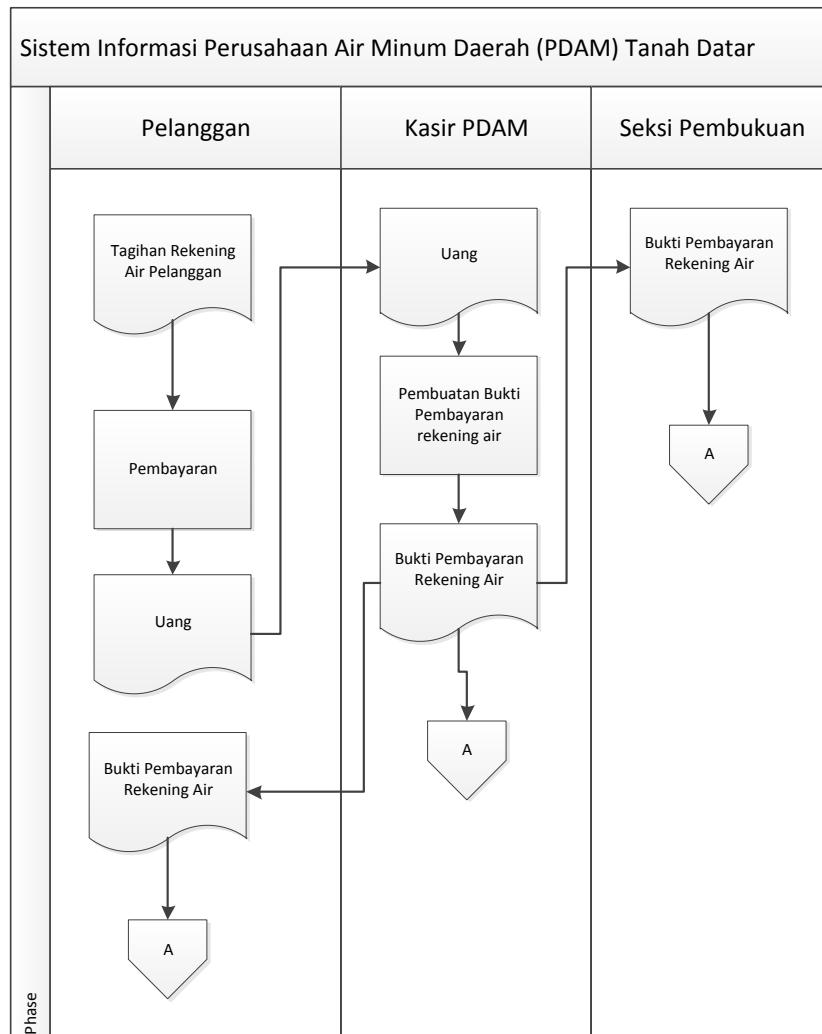 Sistem Informasi Perusahaan Air Minum Daerah (PDAM) Tanah Datar
Pelanggan
Kasir PDAM
Seksi Pembukuan
Tagihan Rekening
Air Pelanggan
Pembayaran
Uang
Bukti Pembayaran
Rekening Air
A
Uang
Pembuatan Bukti
Pembayaran
rekening air
Bukti Pembayaran
Rekening Air
A
Bukti Pembayaran
Rekening Air
A
Phase